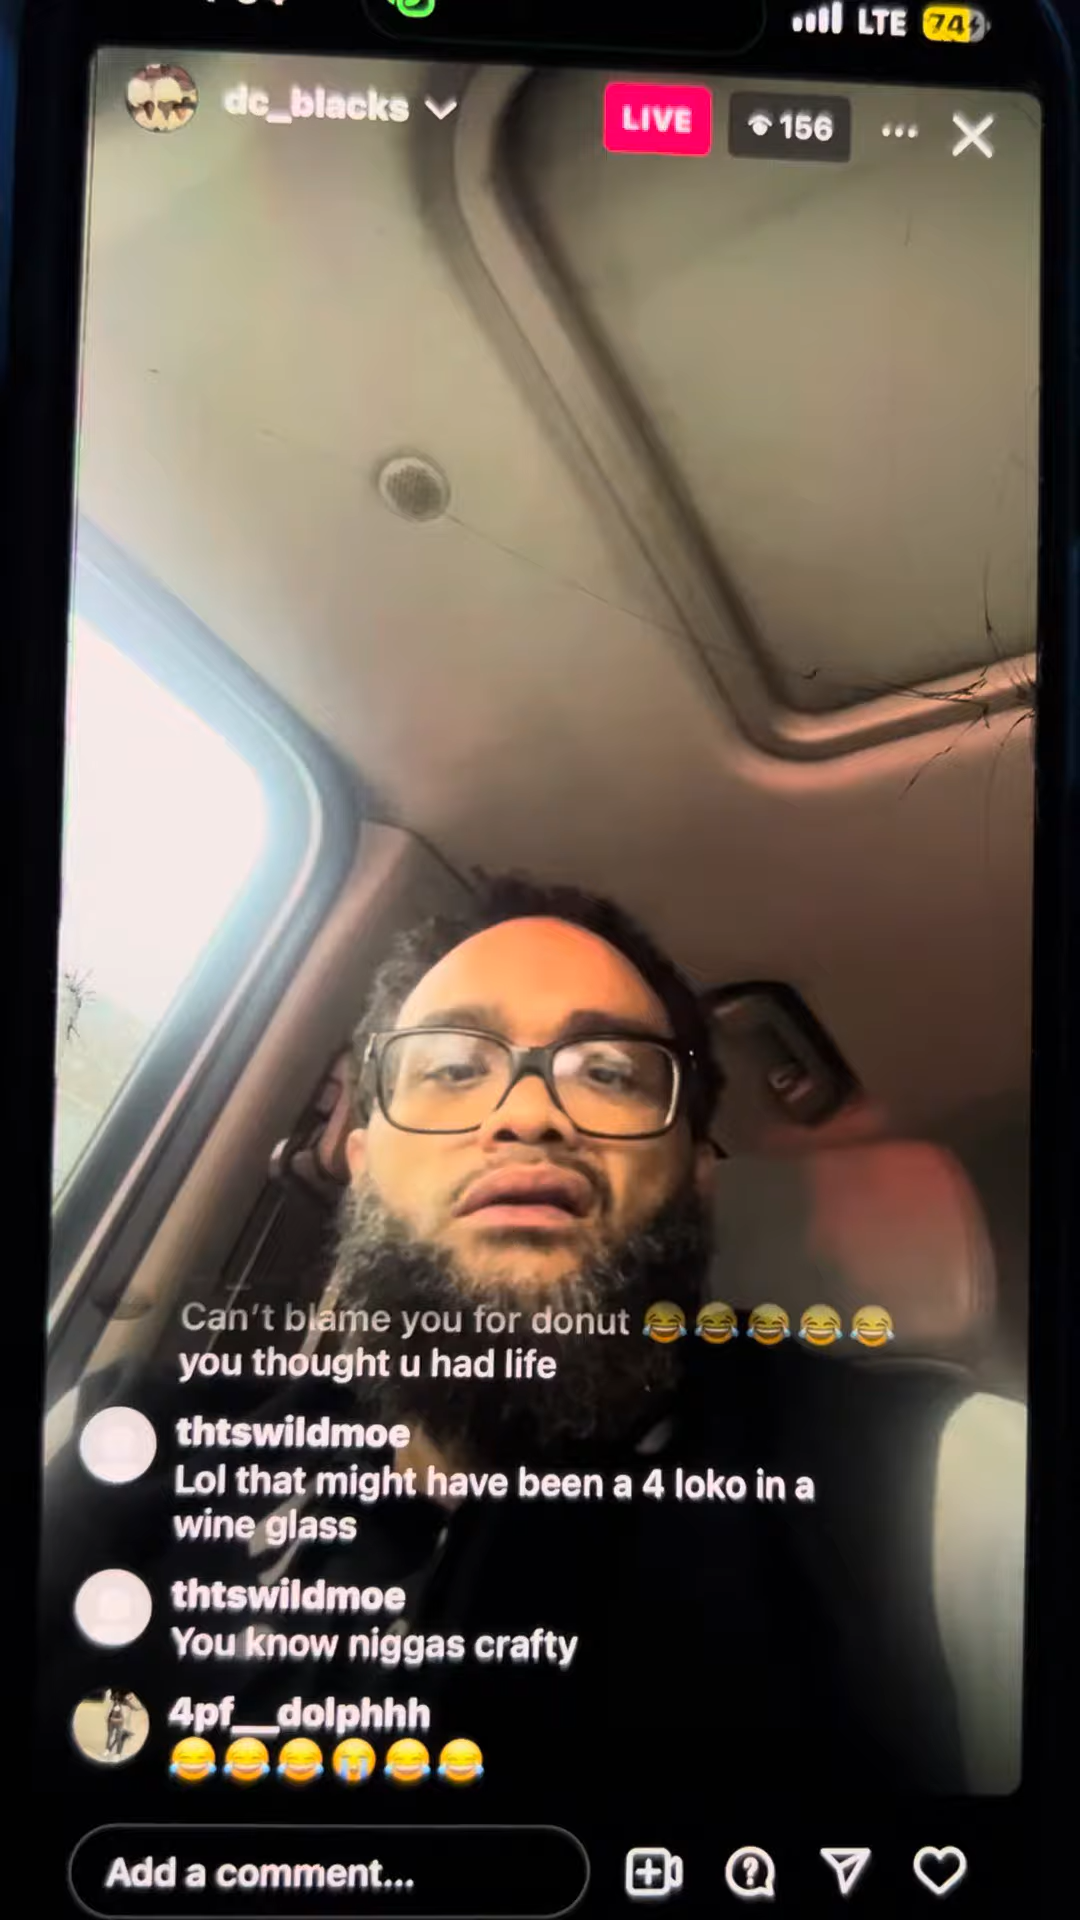 LTE 74
dc_blacks
LIVE
156
Can't blame you for donut 😂😂😂😂😂
you thought u had life
thtswildmoe
Lol that might have been a 4 loko in a
wine glass
thtswildmoe
You know niggas crafty
4pf__dolphhh
😂😂😂😭😂😂
Add a comment...